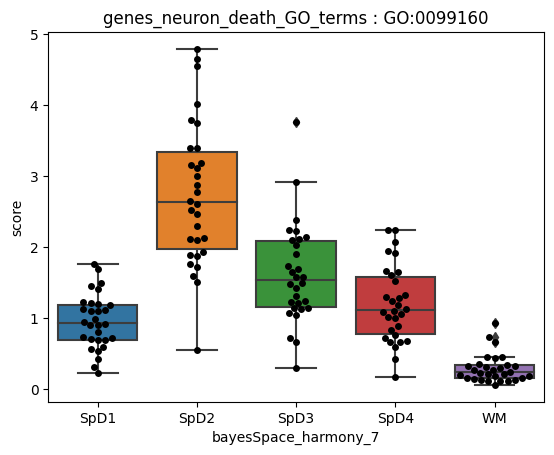 genes_neuron_death_GO_terms : GO:0099160
score
5
4
3
2
1
0
SpD1 SpD2 SpD3 SpD4 WM
bayesSpace_harmony_7